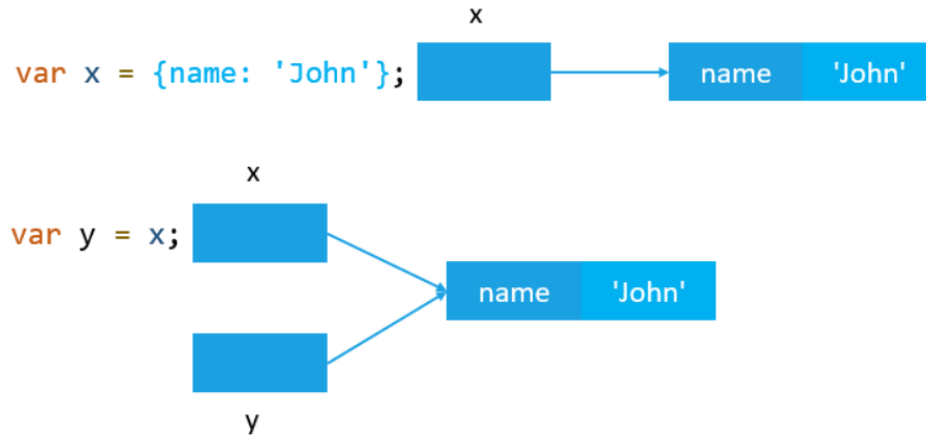 x
var x = {name: 'John'}; name 'John'
x
var y = x;
name 'John'
y